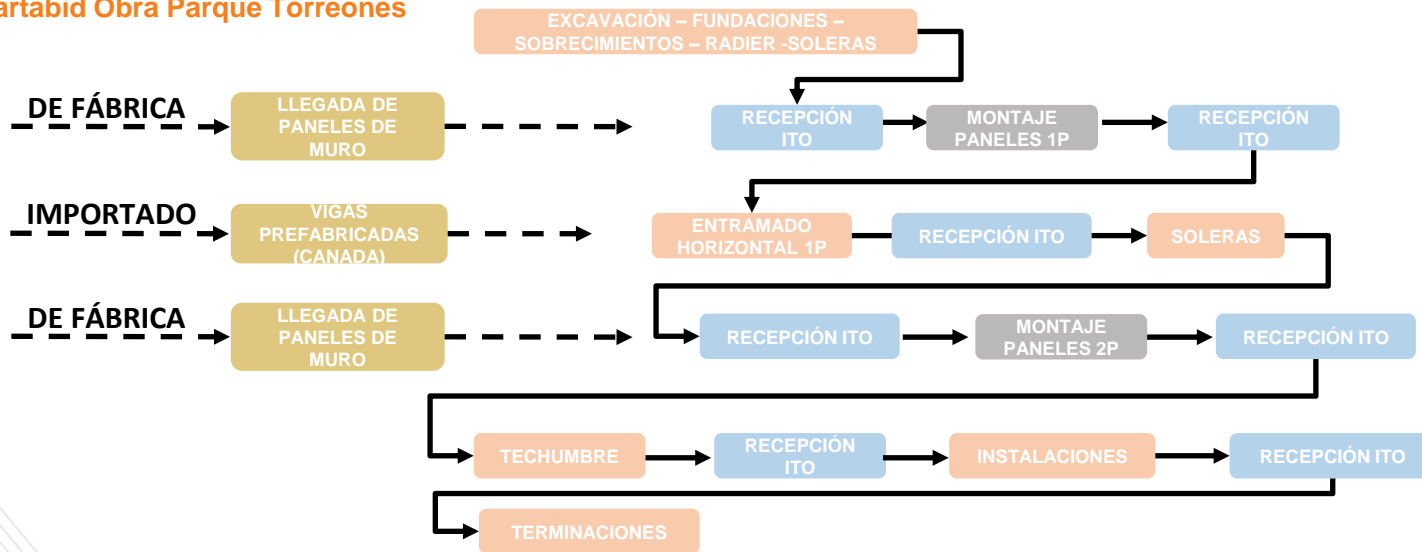 artabid Obra Parque Torreones
EXCAVACIÓN – FUNDACIONES –
SOBRECIMIENTOS – RADIER -SOLERAS
DE FÁBRICA
LLEGADA DE
PANELES DE
MURO
RECEPCIÓN
ITO
MONTAJE
PANELES 1P
RECEPCIÓN
ITO
IMPORTADO
VIGAS
PREFABRICADAS
(CANADA)
ENTRAMADO
HORIZONTAL 1P
RECEPCIÓN ITO
SOLERAS
DE FÁBRICA
LLEGADA DE
PANELES DE
MURO
RECEPCIÓN ITO
MONTAJE
PANELES 2P
RECEPCIÓN ITO
TECHUMBRE
RECEPCIÓN
ITO
INSTALACIONES
RECEPCIÓN ITO
TERMINACIONES